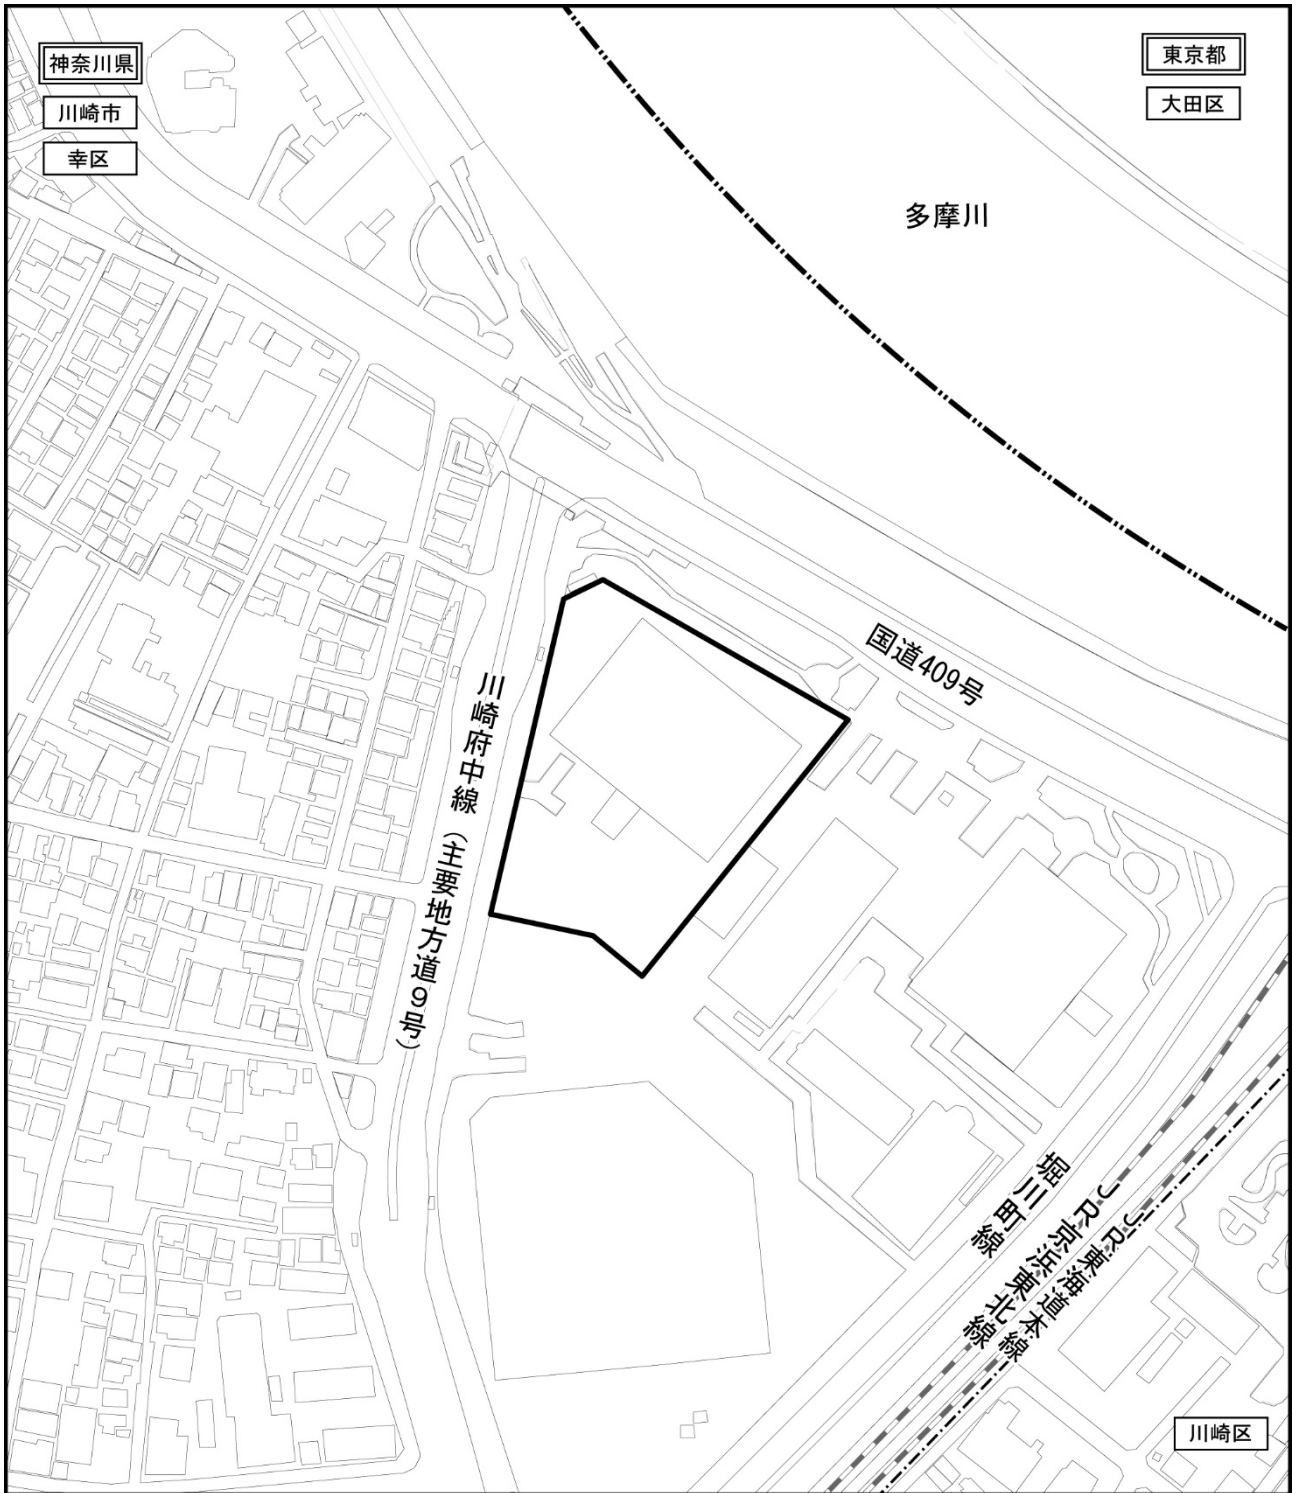 神奈川県
川崎市
幸区
東京都
大田区
多摩川
国道409号
川崎府中線（主要地方道9号）
堀川町線
JR京浜東北線
JR東海道本線
川崎区